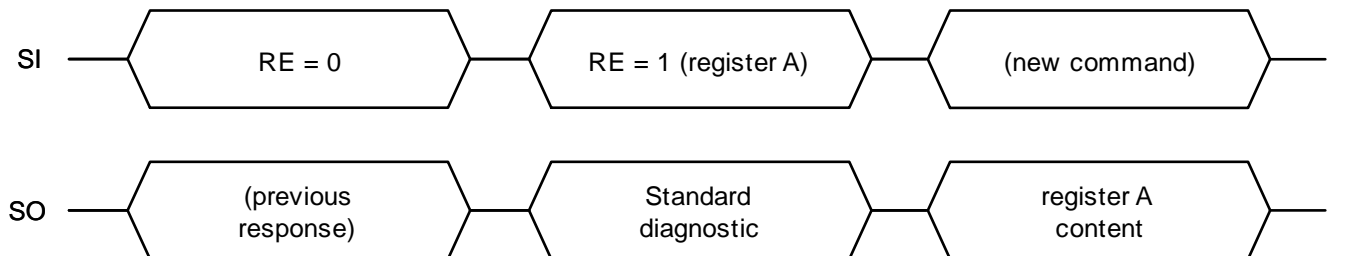 SI
RE = 0
RE = 1 (register A)
(new command)
SO
(previous
response)
Standard
diagnostic
register A
content